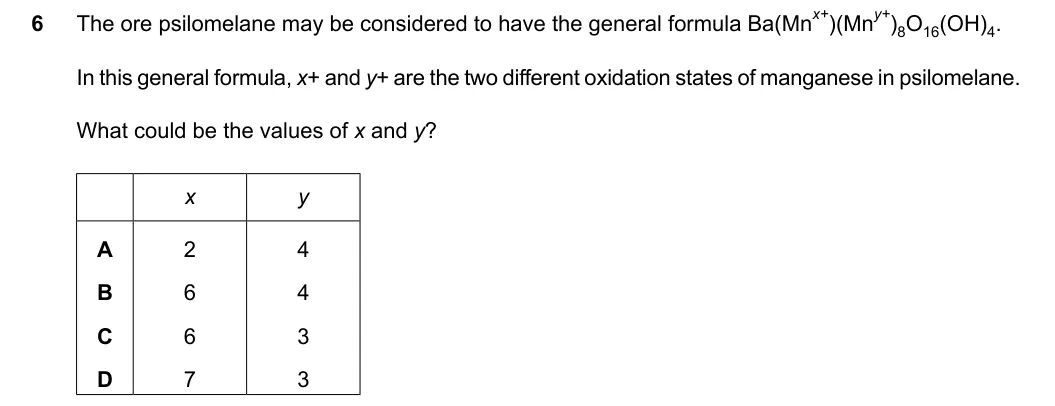 6 The ore psilomelane may be considered to have the general formula Ba(Mnˣ⁺)(Mnʸ⁺)₈O₁₆(OH)₄.
In this general formula, x+ and y+ are the two different oxidation states of manganese in psilomelane.
What could be the values of x and y?
x y
A 2 4
B 6 4
C 6 3
D 7 3